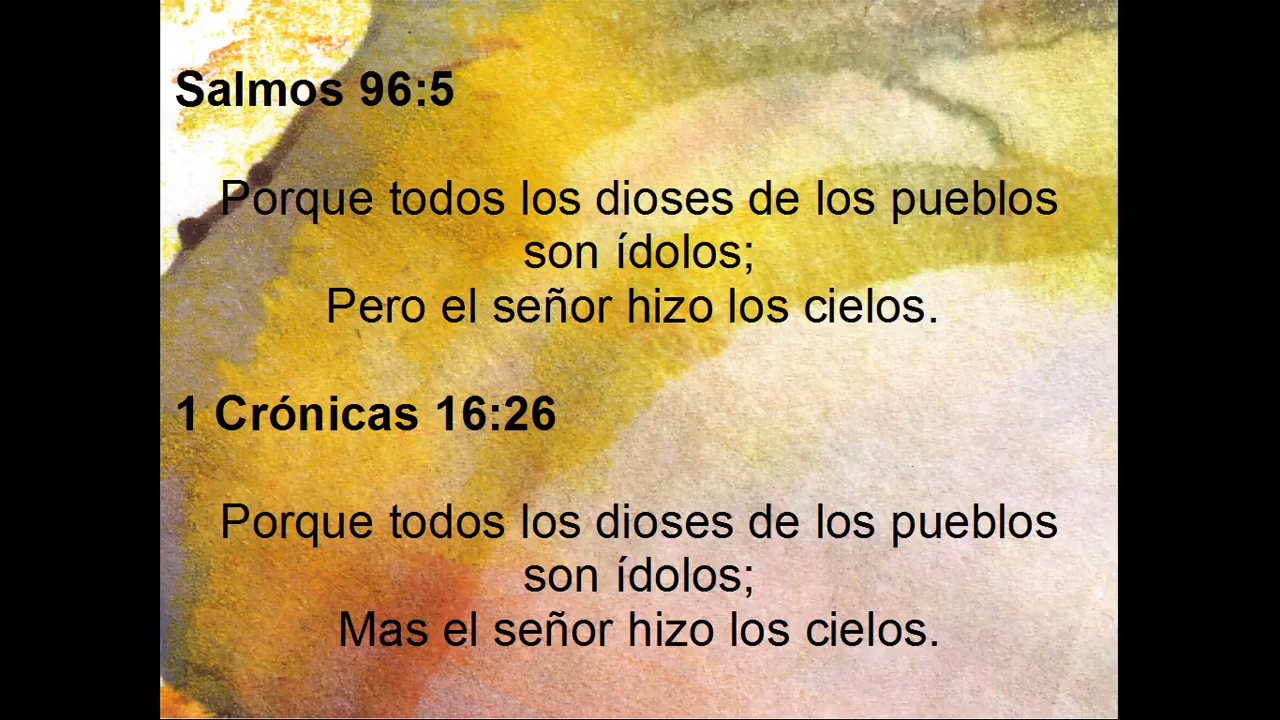 Salmos 96:5
Porque todos los dioses de los pueblos
son ídolos;
Pero el señor hizo los cielos.
1 Crónicas 16:26
Porque todos los dioses de los pueblos
son ídolos;
Mas el señor hizo los cielos.